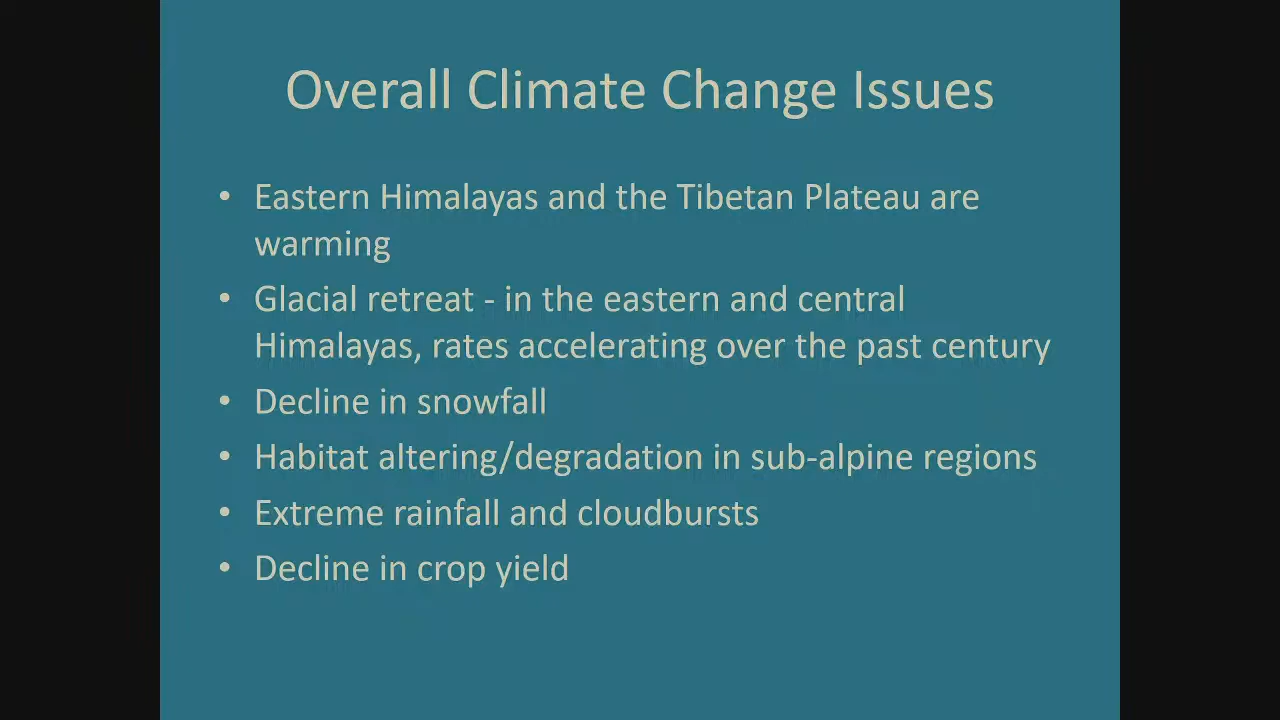 Overall Climate Change Issues
• Eastern Himalayas and the Tibetan Plateau are
warming
• Glacial retreat - in the eastern and central
Himalayas, rates accelerating over the past century
• Decline in snowfall
• Habitat altering/degradation in sub-alpine regions
• Extreme rainfall and cloudbursts
• Decline in crop yield